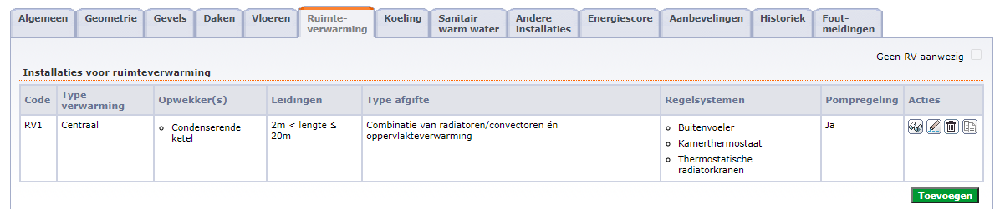 Algemeen
Geometrie
Gevels
Daken
Vloeren
Ruimte-
verwarming
Koeling
Sanitair
warm water
Andere
installaties
Energiescore
Aanbevelingen
Historiek
Fout-
meldingen
Geen RV aanwezig
Installaties voor ruimteverwarming
Code
Type
verwarming
Opwekker(s)
Leidingen
Type afgifte
Regelsystemen
Pompregeling
Acties
RV1
Centraal
Condenserende
ketel
2m < lengte ≤
20m
Combinatie van radiatoren/convectoren én
oppervlakteverwarming
Buitenvoeler
Kamerthermostaat
Thermostatische
radiatorkranen
Ja
Toevoegen